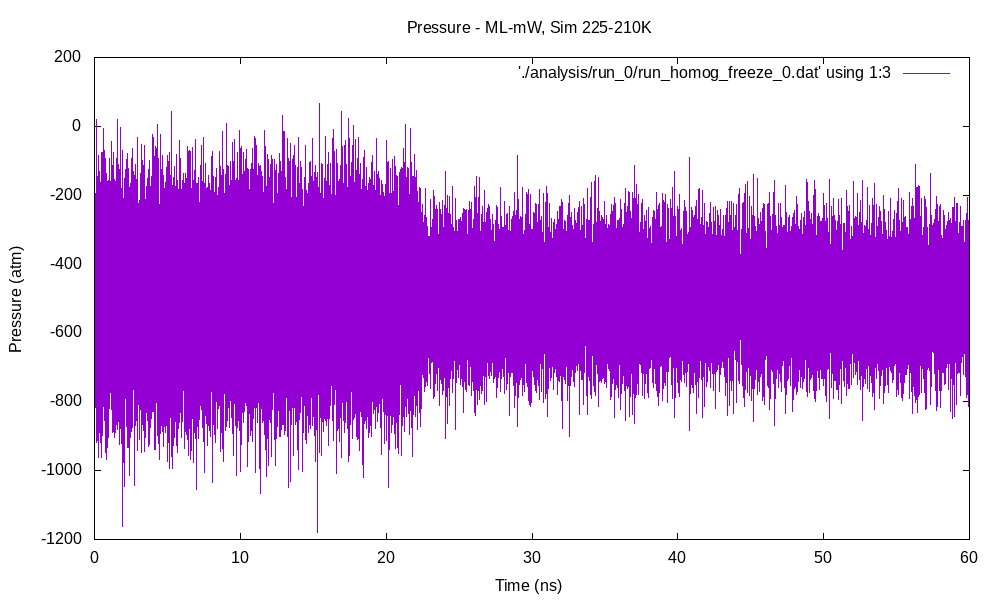 Pressure - ML-mW, Sim 225-210K
'./analysis/run_0/run_homog_freeze_0.dat' using 1:3
Pressure (atm)
200
0
-200
-400
-600
-800
-1000
-1200
0 10 20 30 40 50 60
Time (ns)